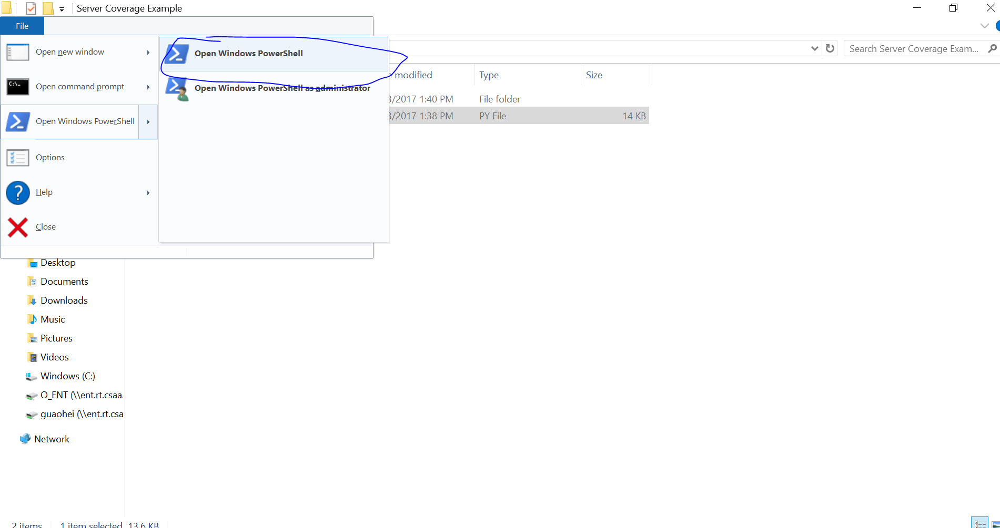 Server Coverage Example
File
Open new window
Open command prompt
Open Windows PowerShell
Options
Help
Close
Open Windows PowerShell
Open Windows PowerShell as administrator
Search Server Coverage Exam...
modified
Type
Size
/2017 1:40 PM
File folder
/2017 1:38 PM
PY File
14 KB
Desktop
Documents
Downloads
Music
Pictures
Videos
Windows (C:)
O_ENT (\\ent.rt.csaa.
guaohei (\\ent.rt.csa
Network
2 items
1 item selected 13.6 KB